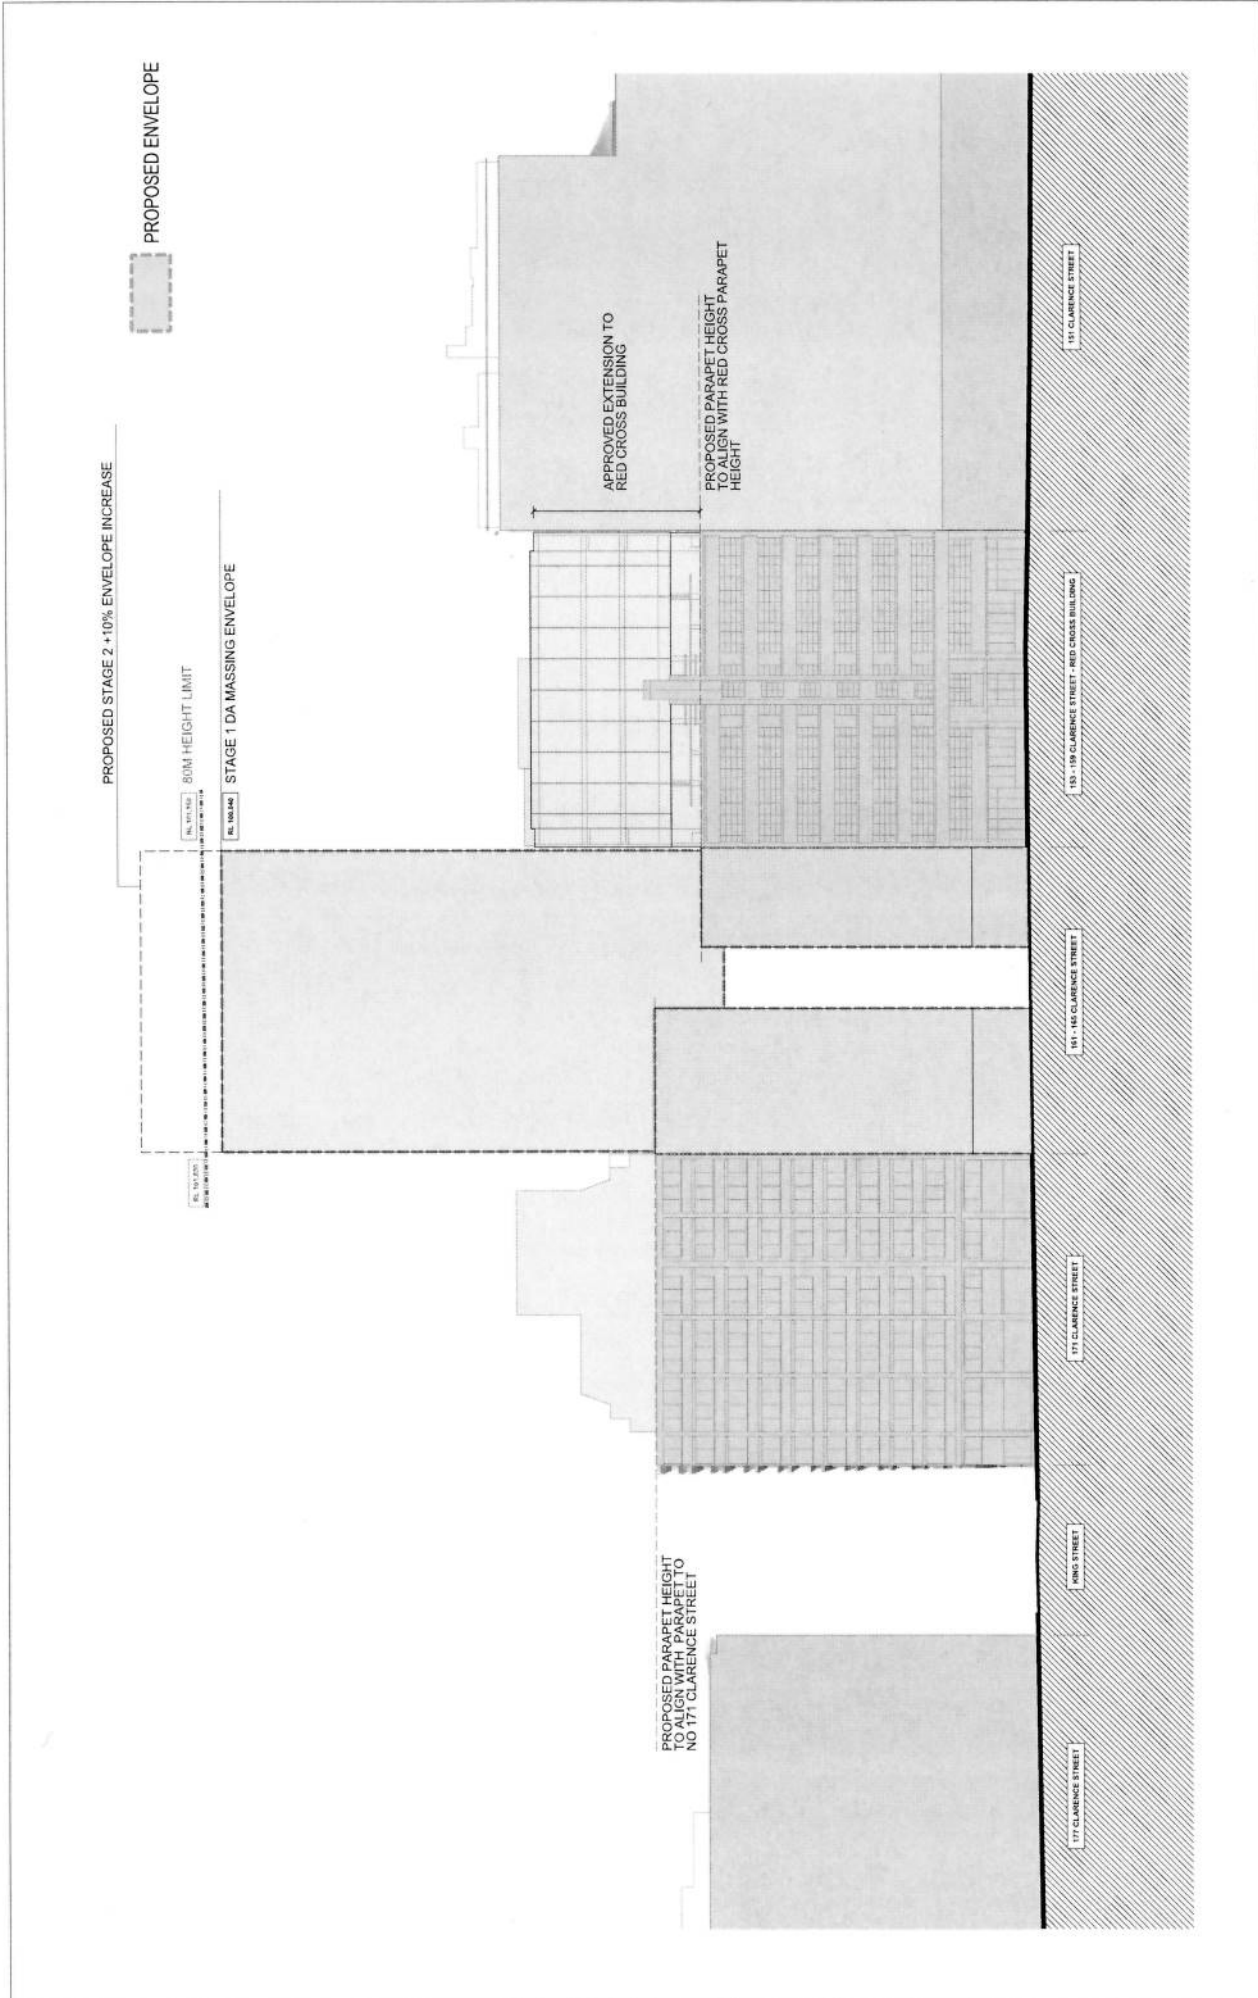 PROPOSED ENVELOPE
PROPOSED STAGE 2 +10% ENVELOPE INCREASE
80M HEIGHT LIMIT
STAGE 1 DA MASSING ENVELOPE
APPROVED EXTENSION TO
RED CROSS BUILDING
PROPOSED PARAPET HEIGHT
TO ALIGN WITH RED CROSS PARAPET
HEIGHT
PROPOSED PARAPET HEIGHT
TO ALIGN WITH PARAPET TO
NO 171 CLARENCE STREET
177 CLARENCE STREET
KING STREET
171 CLARENCE STREET
161 - 165 CLARENCE STREET
153 - 159 CLARENCE STREET - RED CROSS BUILDING
151 CLARENCE STREET